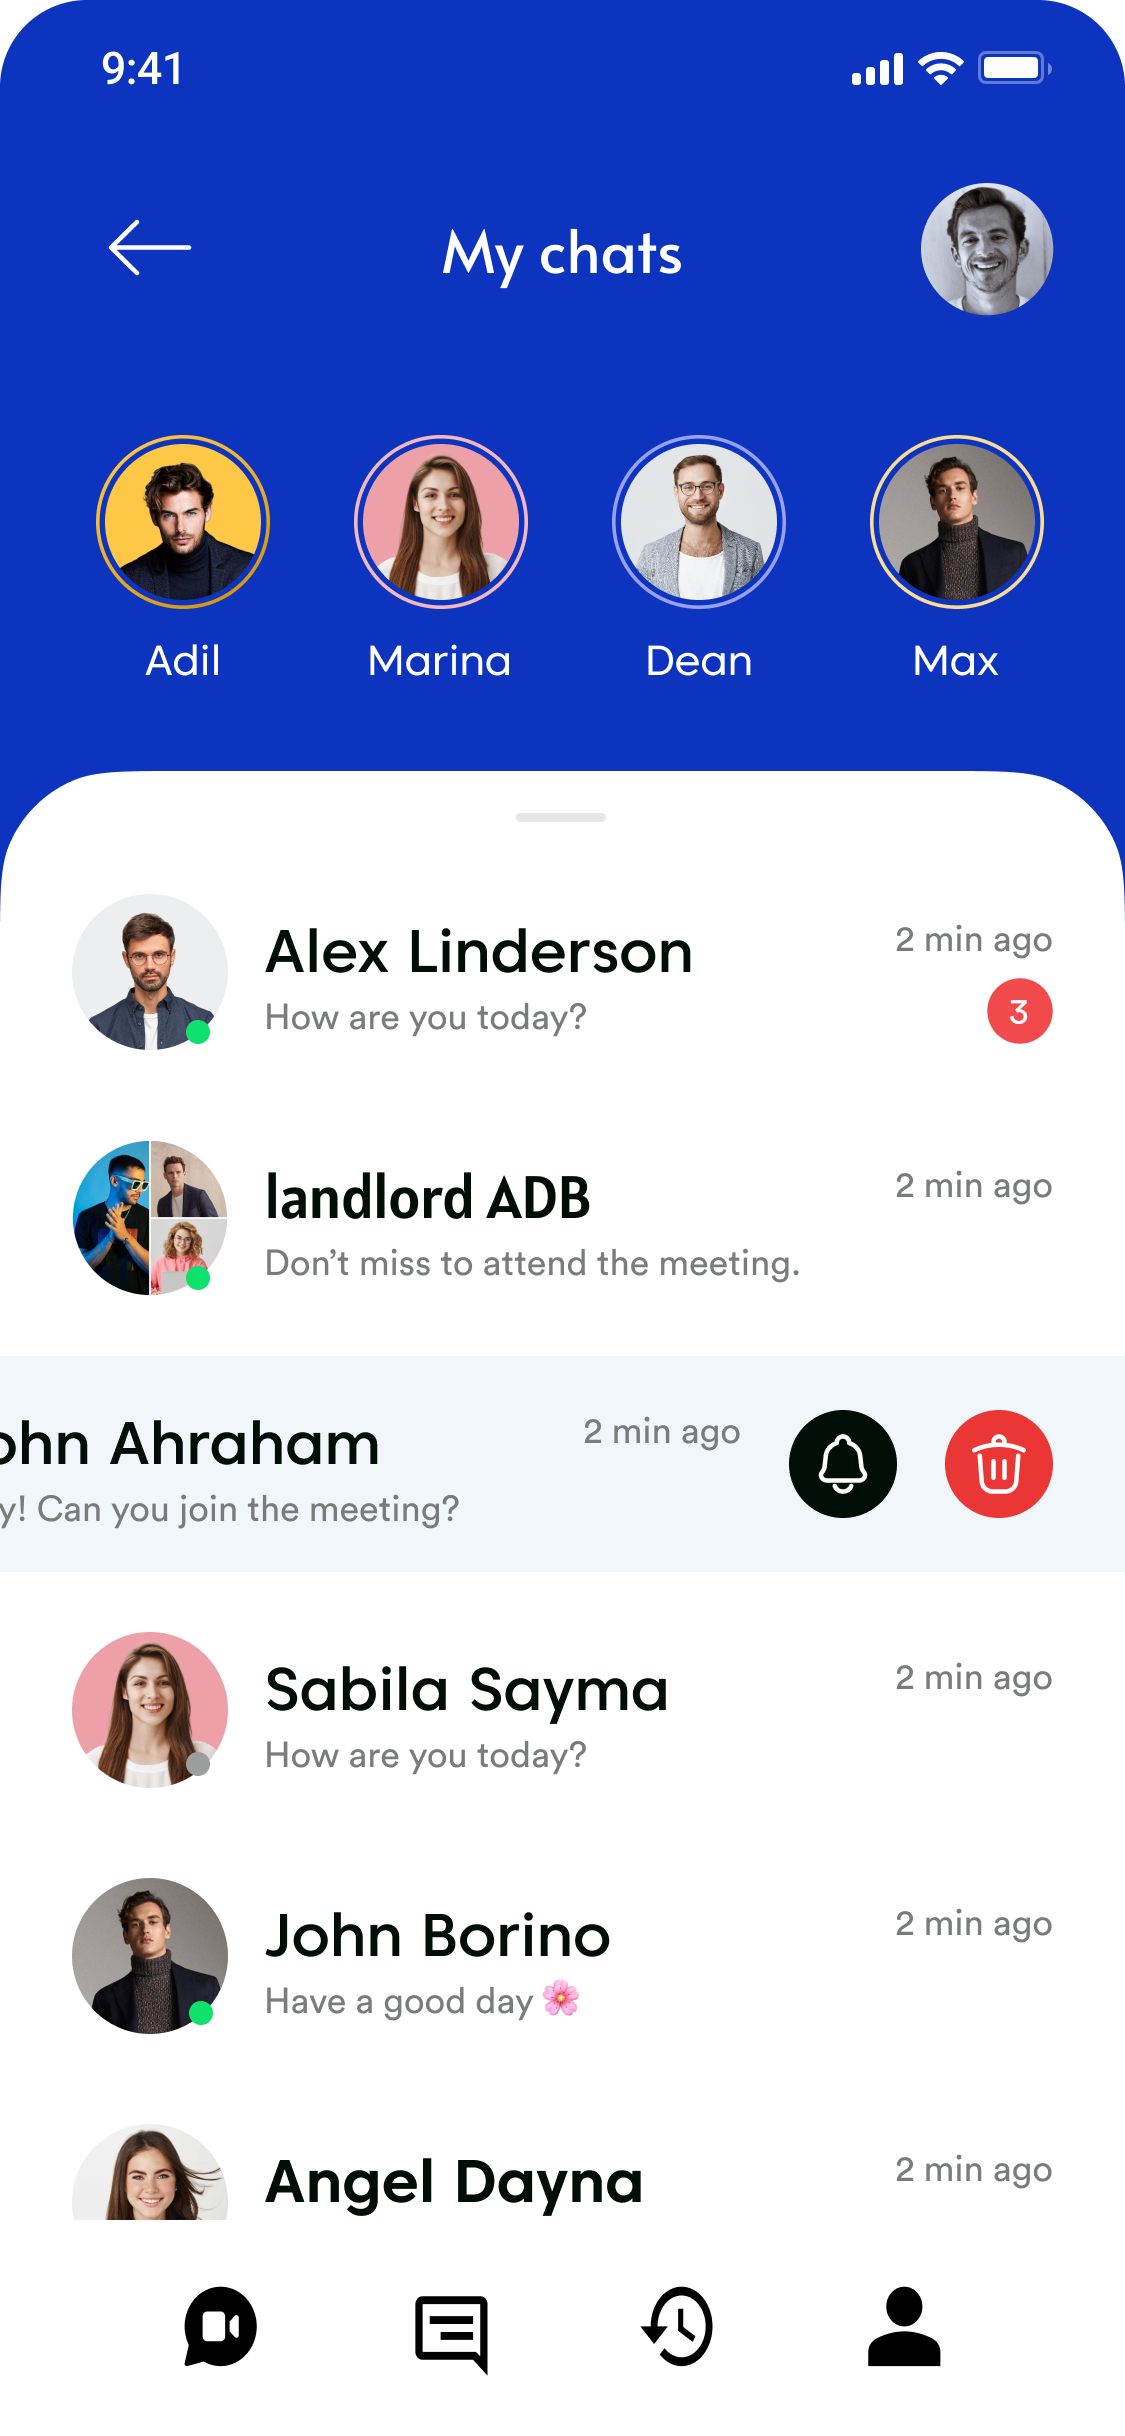 9:41
My chats
Adil Marina Dean Max
Alex Linderson 2 min ago
How are you today? 3
landlord ADB 2 min ago
Don’t miss to attend the meeting.
ohn Ahraham 2 min ago
y! Can you join the meeting?
Sabila Sayma 2 min ago
How are you today?
John Borino 2 min ago
Have a good day 🌸
Angel Dayna 2 min ago